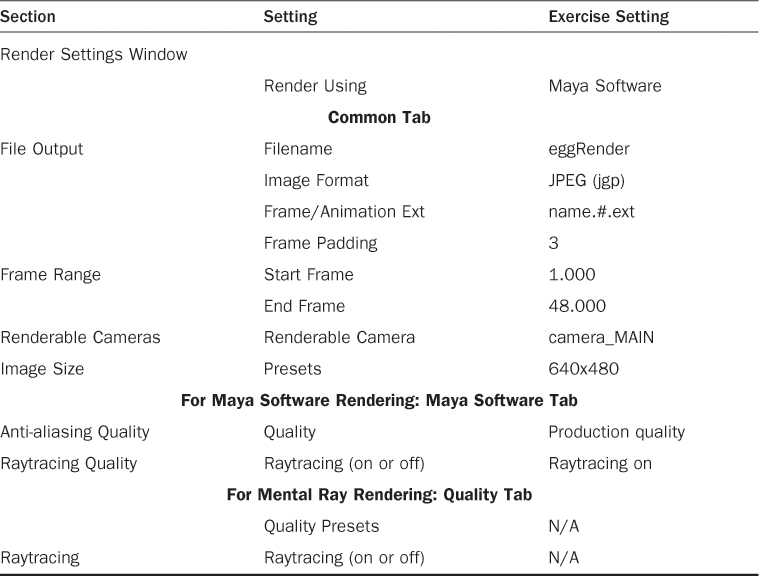 Section Setting Exercise Setting
Render Settings Window
Render Using Maya Software
Common Tab
File Output Filename eggRender
Image Format JPEG (jgp)
Frame/Animation Ext name.#.ext
Frame Padding 3
Frame Range Start Frame 1.000
End Frame 48.000
Renderable Cameras Renderable Camera camera_MAIN
Image Size Presets 640x480
For Maya Software Rendering: Maya Software Tab
Anti-aliasing Quality Quality Production quality
Raytracing Quality Raytracing (on or off) Raytracing on
For Mental Ray Rendering: Quality Tab
Quality Presets N/A
Raytracing Raytracing (on or off) N/A